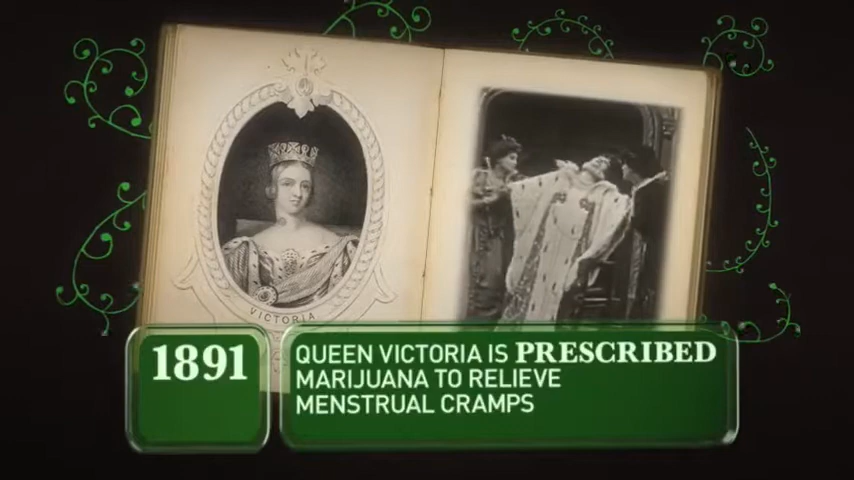 VICTORIA
1891
QUEEN VICTORIA IS PRESCRIBED
MARIJUANA TO RELIEVE
MENSTRUAL CRAMPS